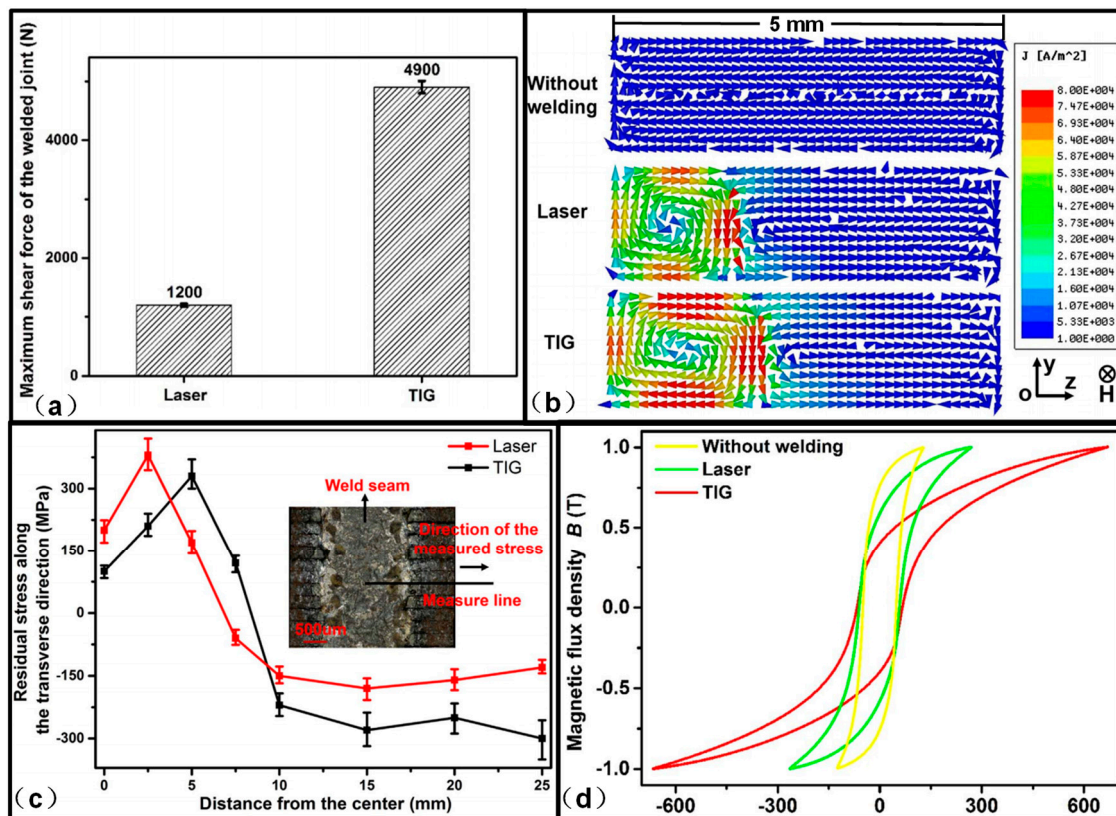 Maximum shear force of the welded joint (N)
4000
2000
0
1200
4900
Laser
TIG
(a)
5 mm
Without
welding
Laser
TIG
J [A/m^2]
8.00E+004
7.47E+004
6.93E+004
6.40E+004
5.87E+004
5.33E+004
4.80E+004
4.27E+004
3.73E+004
3.20E+004
2.67E+004
2.13E+004
1.60E+004
1.07E+004
5.33E+003
1.00E+000
y
o
z
H
(b)
Residual stress along
the transverse direction (MPa)
300
150
0
-150
-300
Laser
TIG
Weld seam
Direction of the
measured stress
Measure line
500um
0
5
10
15
20
25
Distance from the center (mm)
(c)
Magnetic flux density B (T)
1.0
0.5
0.0
-0.5
-1.0
Without welding
Laser
TIG
-600
-300
0
300
600
(d)